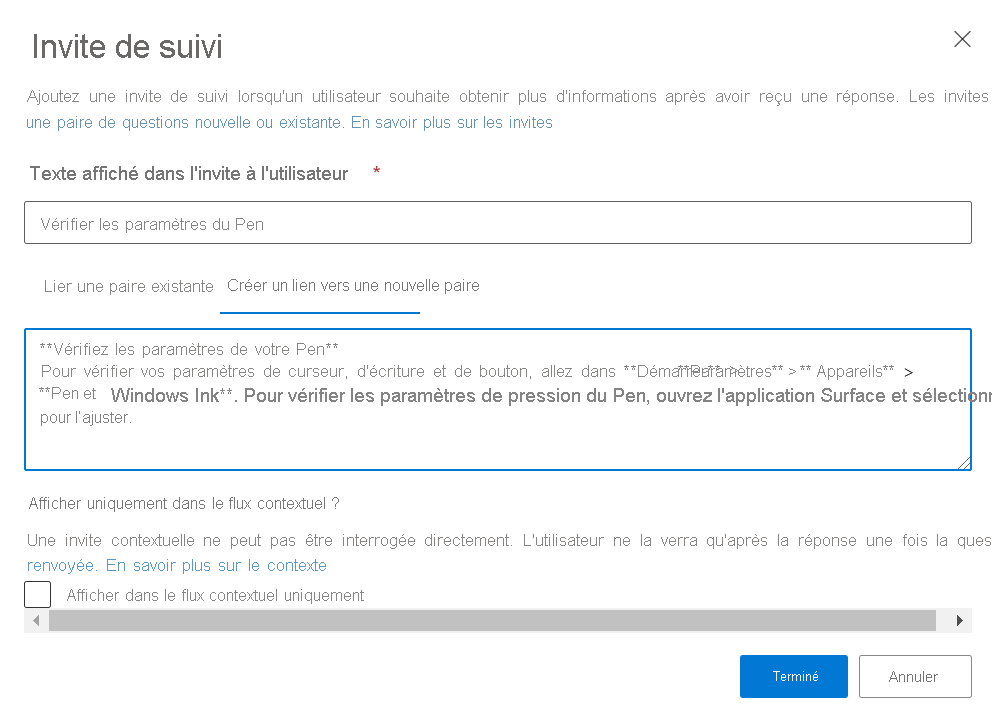 Invite de suivi
Ajoutez une invite de suivi lorsqu'un utilisateur souhaite obtenir plus d'informations après avoir reçu une réponse. Les invites
une paire de questions nouvelle ou existante. En savoir plus sur les invites
Texte affiché dans l'invite à l'utilisateur *
Vérifier les paramètres du Pen
Lier une paire existante Créer un lien vers une nouvelle paire
**Vérifiez les paramètres de votre Pen**
Pour vérifier vos paramètres de curseur, d'écriture et de bouton, allez dans > ** Appareils** >
**Pen et Windows Ink**. Pour vérifier les paramètres de pression du Pen, ouvrez l'application Surface et sélectionn
pour l'ajuster.
Afficher uniquement dans le flux contextuel ?
Une invite contextuelle ne peut pas être interrogée directement. L'utilisateur ne la verra qu'après la réponse une fois la ques
renvoyée. En savoir plus sur le contexte
Afficher dans le flux contextuel uniquement
Terminé Annuler